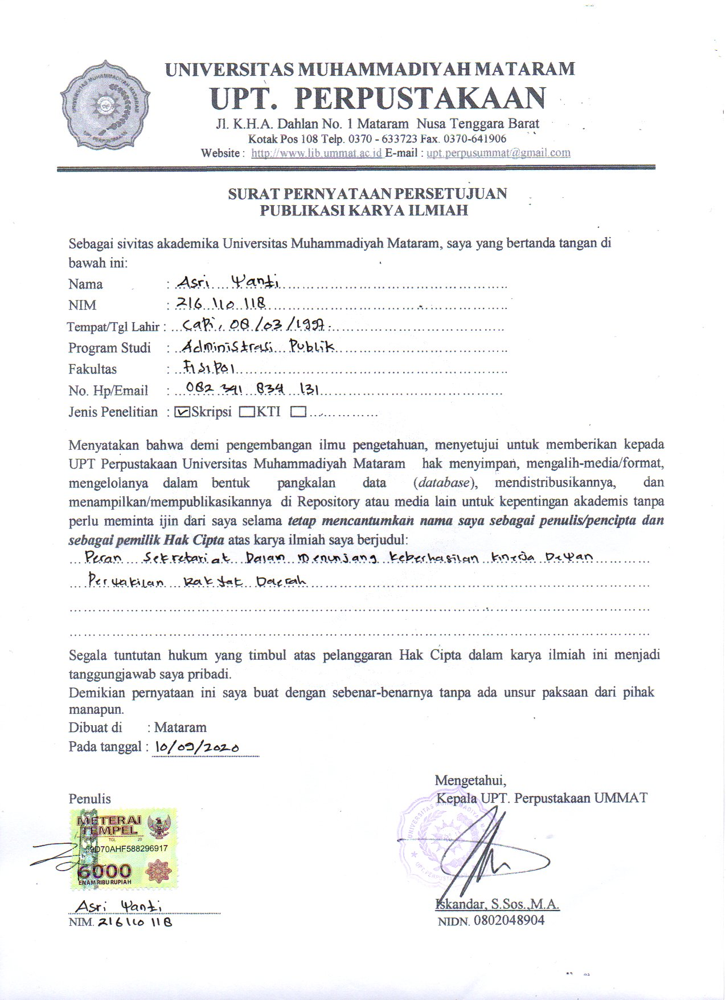 UNIVERSITAS MUHAMMADIYAH MATARAM
UPT. PERPUSTAKAAN
Jl. K.H.A. Dahlan No. 1 Mataram Nusa Tenggara Barat
Kotak Pos 108 Telp. 0370 - 633723 Fax. 0370-641906
Website : http://www.lib.ummat.ac.id E-mail : upt.perpusummat@gmail.com
UNIVERSITAS MUHAMMADIYAH MATARAM
UPT. PERPUSTAKAAN
SURAT PERNYATAAN PERSETUJUAN
PUBLIKASI KARYA ILMIAH
Sebagai sivitas akademika Universitas Muhammadiyah Mataram, saya yang bertanda tangan di
bawah ini:
Nama : Asri Yanti
NIM : 216 110 118
Tempat/Tgl Lahir : Capi, 08/03/1997.
Program Studi : Administrasi Publik
Fakultas : Fisipol
No. Hp/Email : 082 341 834 131
Jenis Penelitian : ☑Skripsi ☐KTI ☐ ................
Menyatakan bahwa demi pengembangan ilmu pengetahuan, menyetujui untuk memberikan kepada
UPT Perpustakaan Universitas Muhammadiyah Mataram hak menyimpan, mengalih-media/format,
mengelolanya dalam bentuk pangkalan data (database), mendistribusikannya, dan
menampilkan/mempublikasikannya di Repository atau media lain untuk kepentingan akademis tanpa
perlu meminta ijin dari saya selama tetap mencantumkan nama saya sebagai penulis/pencipta dan
sebagai pemilik Hak Cipta atas karya ilmiah saya berjudul:
Peran Sekretariat Dalam Menunjang Keberhasilan Kinerja Dewan
Perwakilan Rakyat Daerah
Segala tuntutan hukum yang timbul atas pelanggaran Hak Cipta dalam karya ilmiah ini menjadi
tanggungjawab saya pribadi.
Demikian pernyataan ini saya buat dengan sebenar-benarnya tanpa ada unsur paksaan dari pihak
manapun.
Dibuat di : Mataram
Pada tanggal : 10/09/2020
Mengetahui,
Penulis
Kepala UPT. Perpustakaan UMMAT
METERAI
TEMPEL
TGL 20
59D70AHF588296917
6000
ENAM RIBU RUPIAH
Asri Yanti
NIM. 216110 118
Iskandar, S.Sos.,M.A.
NIDN. 0802048904